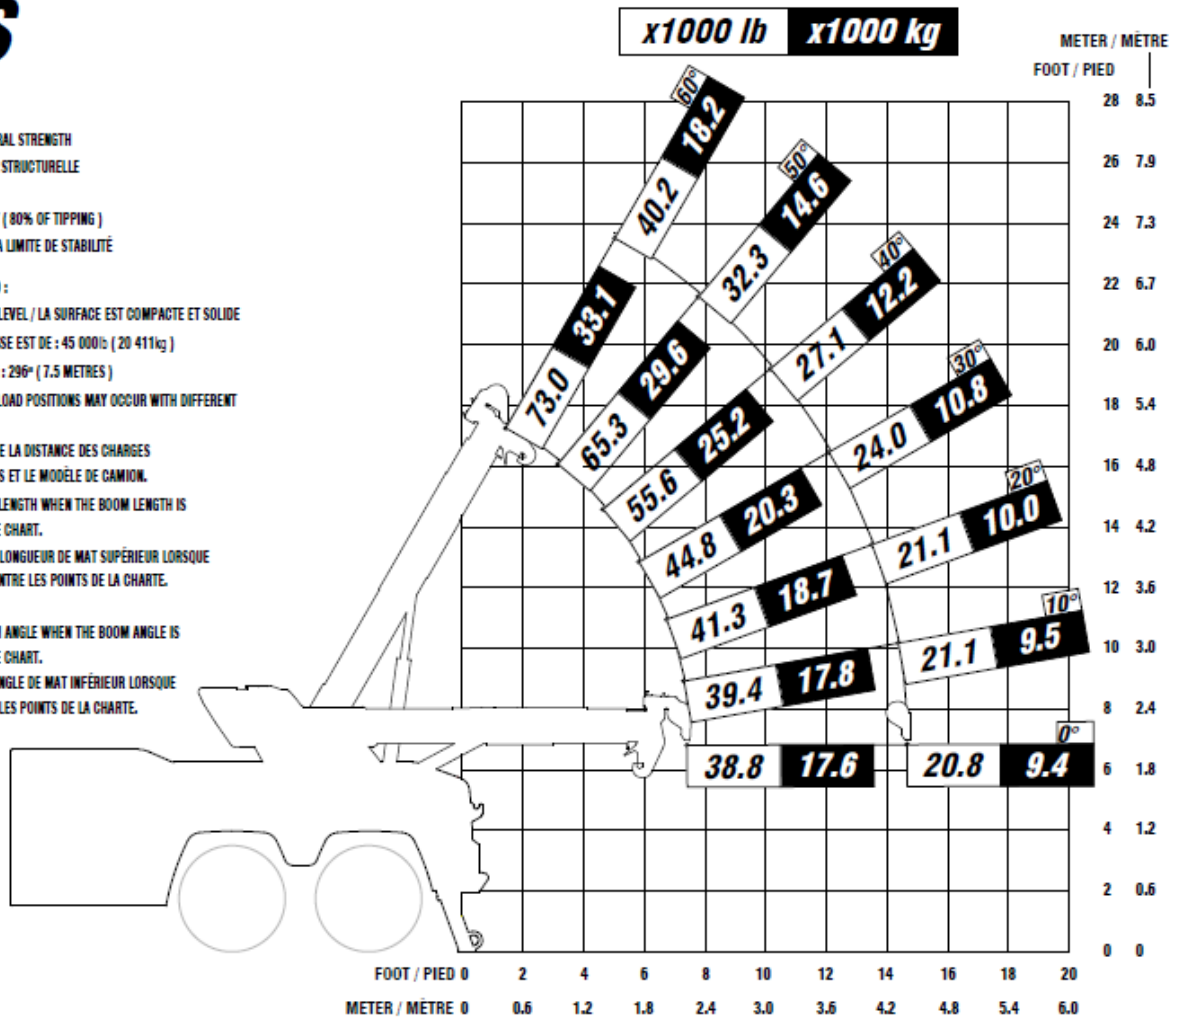 S
x1000 lb x1000 kg
METER / MÈTRE
FOOT / PIED
RAL STRENGTH
STRUCTURELLE
( 80% OF TIPPING )
A LIMITE DE STABILITÉ
) :
LEVEL / LA SURFACE EST COMPACTE ET SOLIDE
SE EST DE : 45 000lb ( 20 411kg )
: 296" ( 7.5 METRES )
LOAD POSITIONS MAY OCCUR WITH DIFFERENT
E LA DISTANCE DES CHARGES
S ET LE MODÈLE DE CAMION.
LENGTH WHEN THE BOOM LENGTH IS
E CHART.
LONGUEUR DE MAT SUPÉRIEUR LORSQUE
NTRE LES POINTS DE LA CHARTE.
M ANGLE WHEN THE BOOM ANGLE IS
E CHART.
NGLE DE MAT INFÉRIEUR LORSQUE
LES POINTS DE LA CHARTE.
60°
40.2 18.2
73.0 33.1
50°
32.3 14.6
65.3 29.6
40°
27.1 12.2
55.6 25.2
30°
24.0 10.8
44.8 20.3
20°
21.1 10.0
41.3 18.7
10°
21.1 9.5
39.4 17.8
0°
38.8 17.6 20.8 9.4
28 8.5
26 7.9
24 7.3
22 6.7
20 6.0
18 5.4
16 4.8
14 4.2
12 3.6
10 3.0
8 2.4
6 1.8
4 1.2
2 0.6
0 0
FOOT / PIED 0 2 4 6 8 10 12 14 16 18 20
METER / MÈTRE 0 0.6 1.2 1.8 2.4 3.0 3.6 4.2 4.8 5.4 6.0